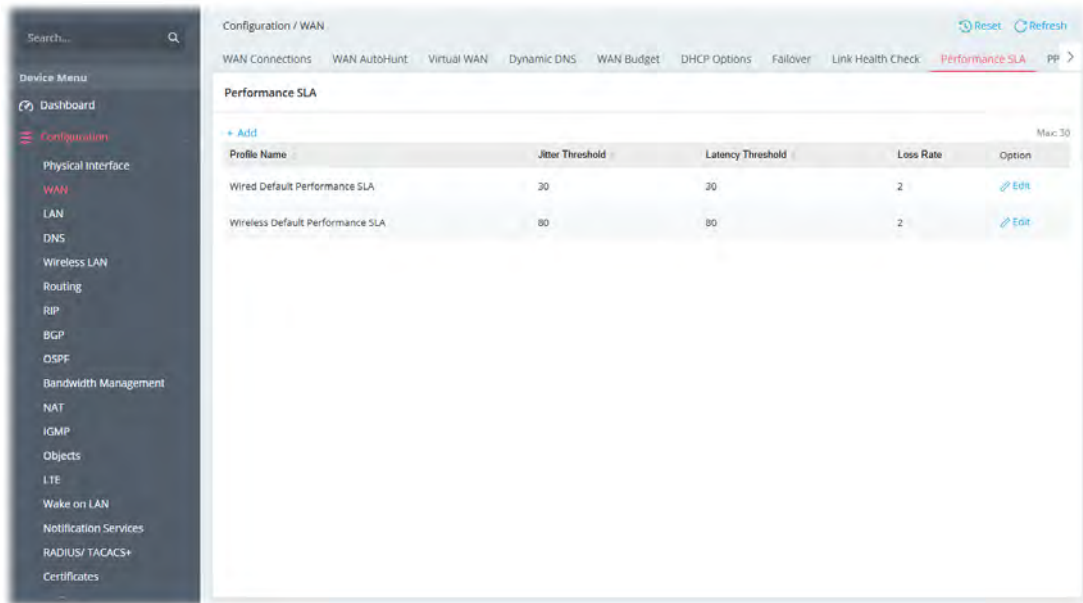 Search...
Device Menu
Dashboard
Configuration
Physical Interface
WAN
LAN
DNS
Wireless LAN
Routing
RIP
BGP
OSPF
Bandwidth Management
NAT
IGMP
Objects
LTE
Wake on LAN
Notification Services
RADIUS/ TACACS+
Certificates
Configuration / WAN
Reset Refresh
WAN Connections WAN AutoHunt Virtual WAN Dynamic DNS WAN Budget DHCP Options Failover Link Health Check Performance SLA PP
Performance SLA
+ Add Max: 30
Profile Name Jitter Threshold Latency Threshold Loss Rate Option
Wired Default Performance SLA 30 30 2 Edit
Wireless Default Performance SLA 80 80 2 Edit